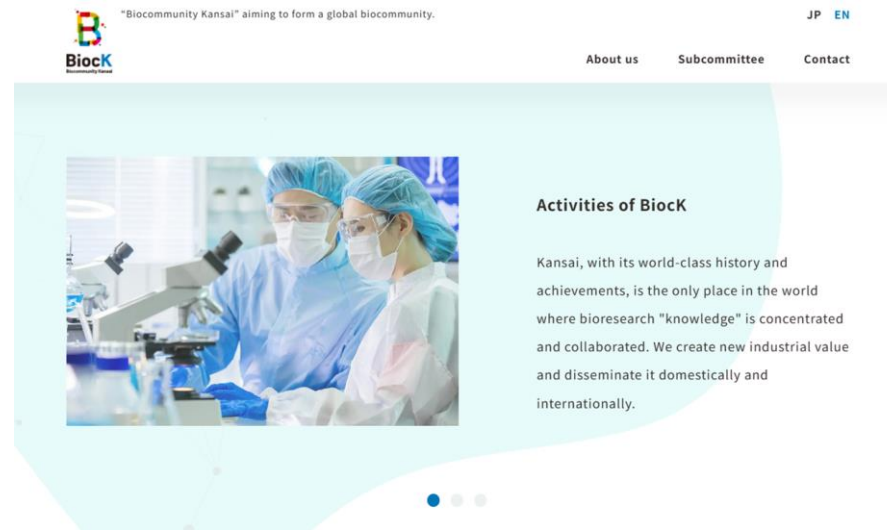 "Biocommunity Kansai" aiming to form a global biocommunity.
JP EN
BiocK
Biocommunity Kansai
About us Subcommittee Contact
Activities of BiocK
Kansai, with its world-class history and
achievements, is the only place in the world
where bioresearch "knowledge" is concentrated
and collaborated. We create new industrial value
and disseminate it domestically and
internationally.